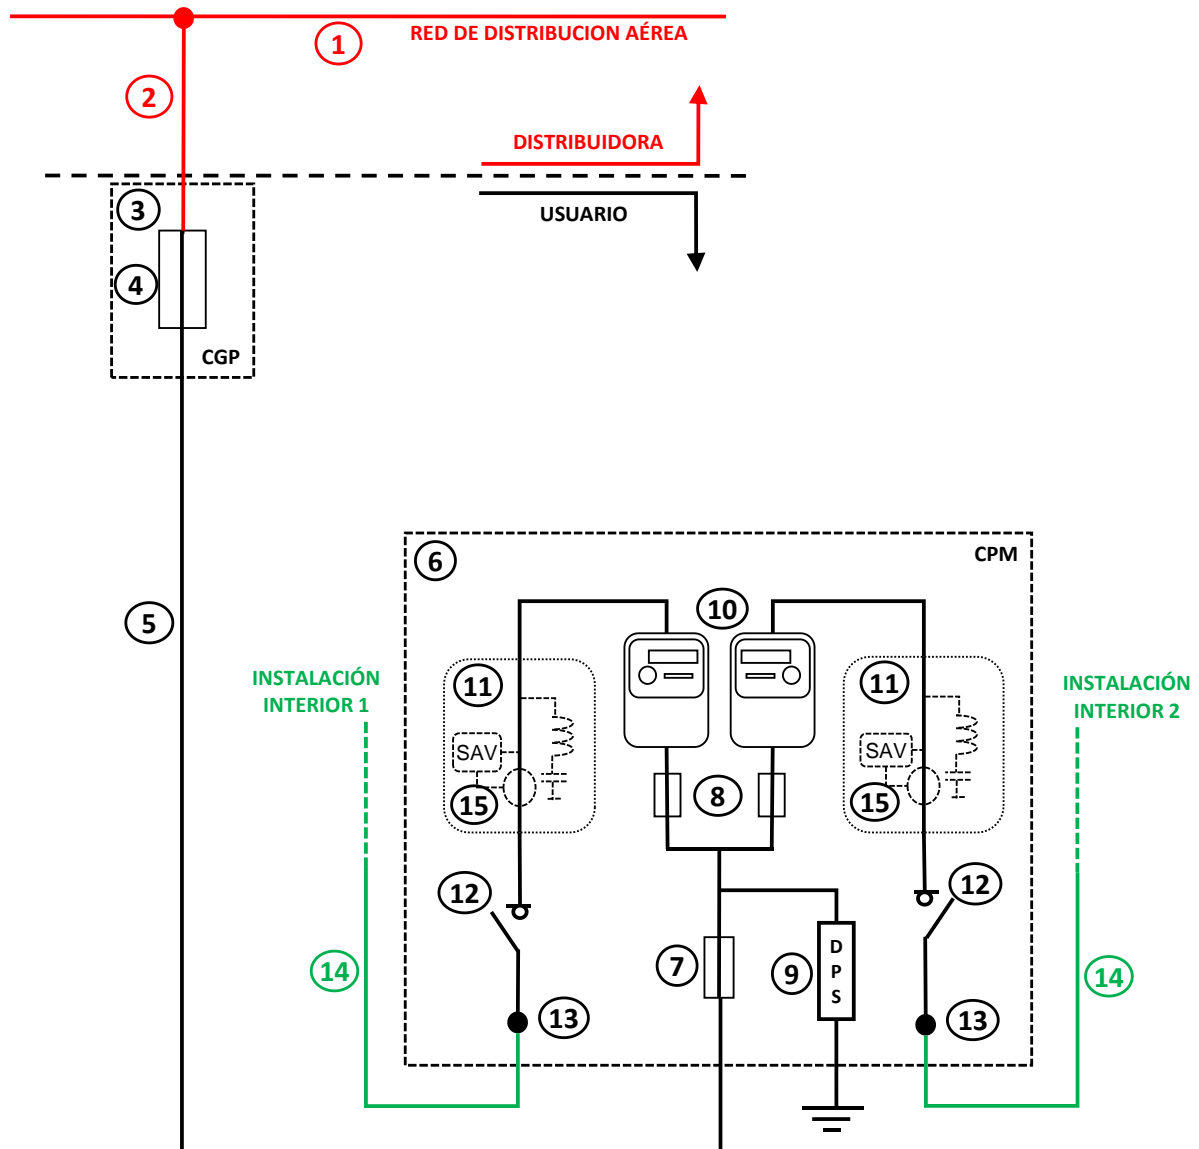 1
RED DE DISTRIBUCION AÉREA
2
DISTRIBUIDORA
USUARIO
3
4
CGP
5
6
CPM
10
INSTALACIÓN
INTERIOR 1
11
11
INSTALACIÓN
INTERIOR 2
SAV
SAV
15
8
15
12
12
7
9
D
P
S
14
14
13
13